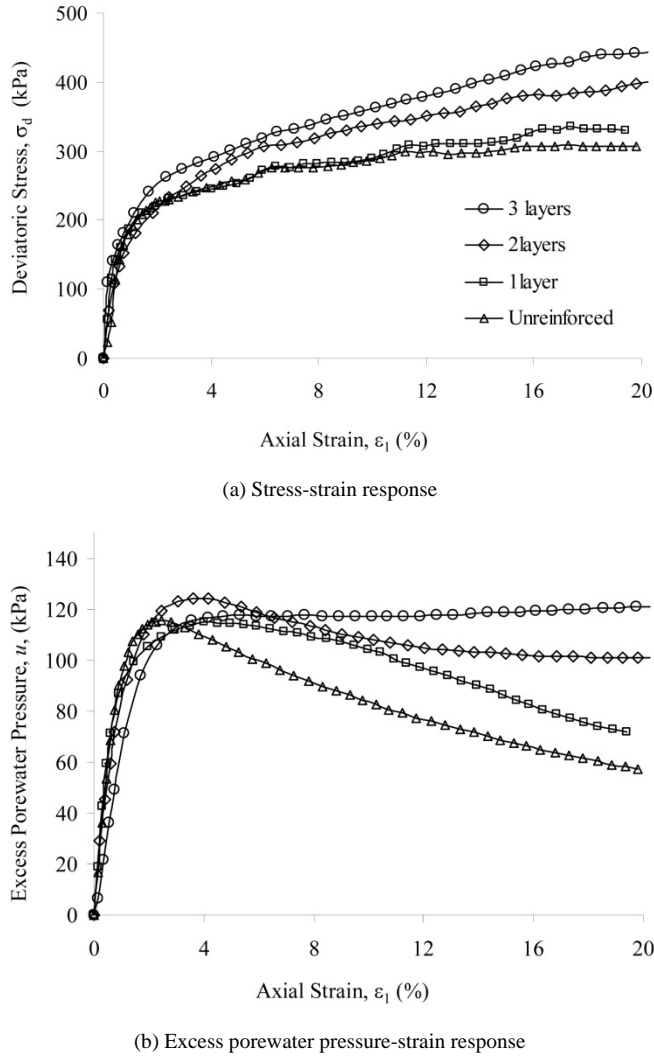 500
400
300
200
100
0
Deviatoric Stress, σd (kPa)
3 layers
2layers
1layer
Unreinforced
0 4 8 12 16 20
Axial Strain, ε1 (%)
(a) Stress-strain response
140
120
100
80
60
40
20
0
Excess Porewater Pressure, u, (kPa)
0 4 8 12 16 20
Axial Strain, ε1 (%)
(b) Excess porewater pressure-strain response